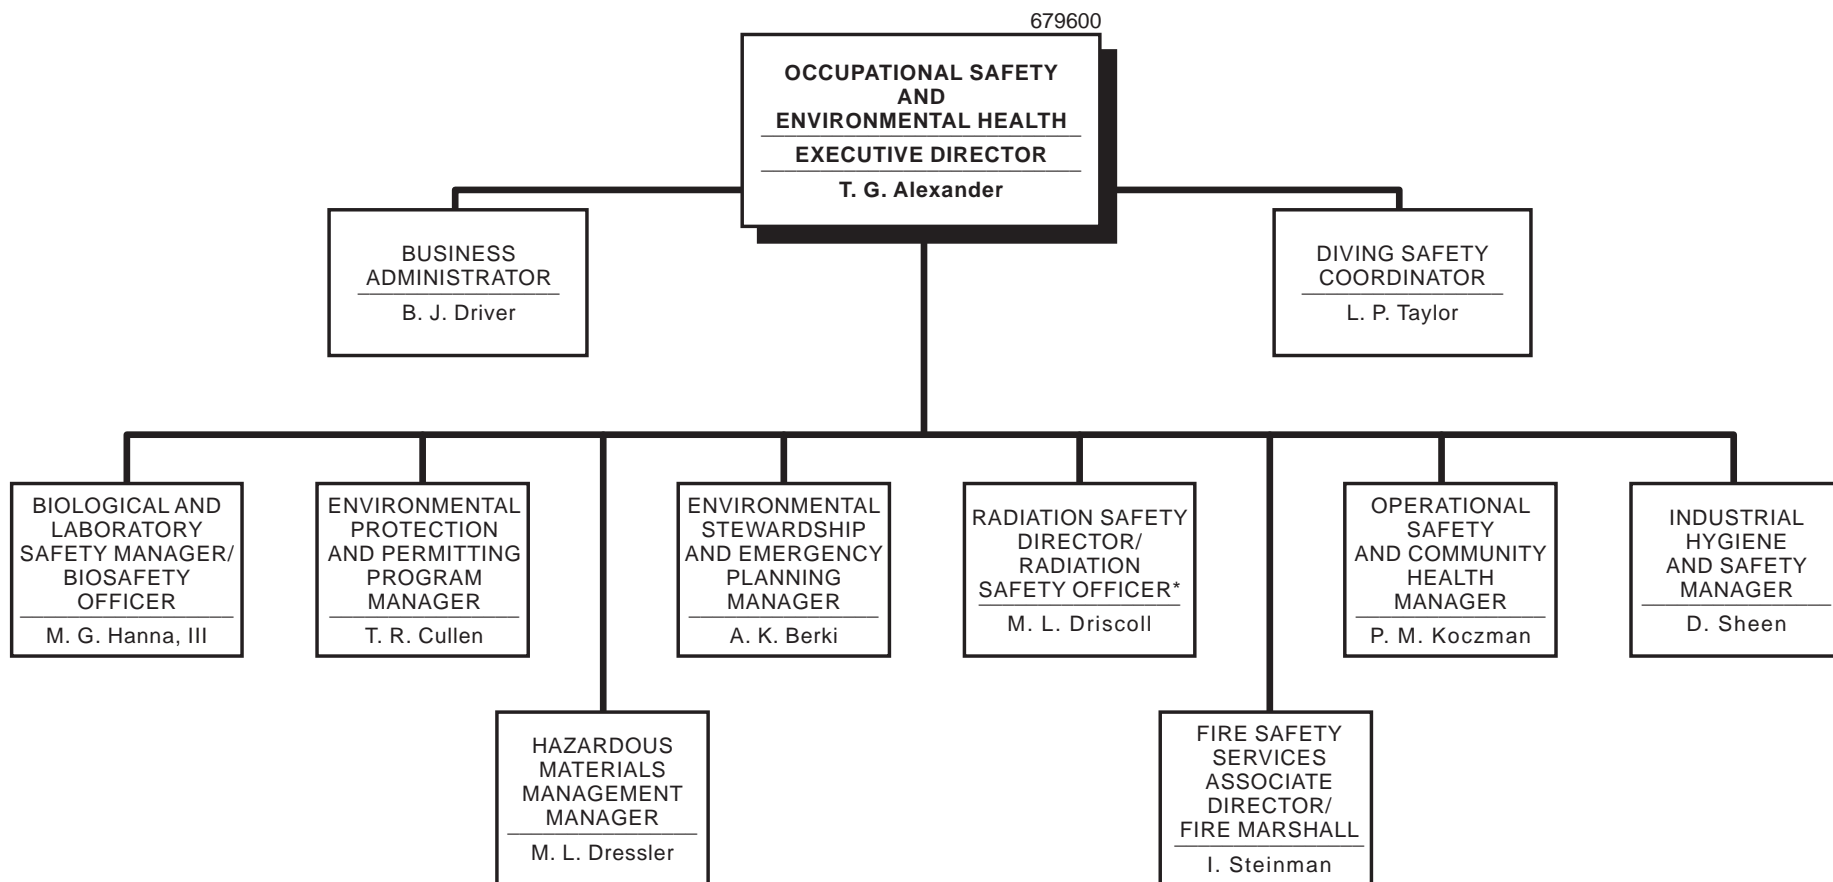 679600
OCCUPATIONAL SAFETY
AND
ENVIRONMENTAL HEALTH
EXECUTIVE DIRECTOR
T. G. Alexander
BUSINESS
ADMINISTRATOR
B. J. Driver
DIVING SAFETY
COORDINATOR
L. P. Taylor
BIOLOGICAL AND
LABORATORY
SAFETY MANAGER/
BIOSAFETY
OFFICER
M. G. Hanna, III
ENVIRONMENTAL
PROTECTION
AND PERMITTING
PROGRAM
MANAGER
T. R. Cullen
ENVIRONMENTAL
STEWARDSHIP
AND EMERGENCY
PLANNING
MANAGER
A. K. Berki
RADIATION SAFETY
DIRECTOR/
RADIATION
SAFETY OFFICER*
M. L. Driscoll
OPERATIONAL
SAFETY
AND COMMUNITY
HEALTH
MANAGER
P. M. Koczman
INDUSTRIAL
HYGIENE
AND SAFETY
MANAGER
D. Sheen
HAZARDOUS
MATERIALS
MANAGEMENT
MANAGER
M. L. Dressler
FIRE SAFETY
SERVICES
ASSOCIATE
DIRECTOR/
FIRE MARSHALL
I. Steinman